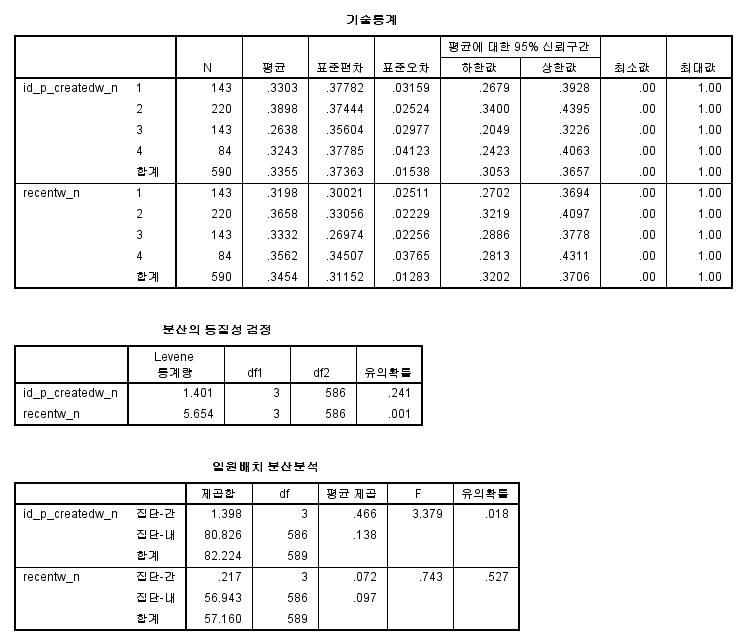 기술통계
평균에 대한 95% 신뢰구간
N 평균 표준편차 표준오차 하한값 상한값 최소값 최대값
id_p_createdw_n 1 143 .3303 .37782 .03159 .2679 .3928 .00 1.00
2 220 .3898 .37444 .02524 .3400 .4395 .00 1.00
3 143 .2638 .35604 .02977 .2049 .3226 .00 1.00
4 84 .3243 .37785 .04123 .2423 .4063 .00 1.00
합계 590 .3355 .37363 .01538 .3053 .3657 .00 1.00
recentw_n 1 143 .3198 .30021 .02511 .2702 .3694 .00 1.00
2 220 .3658 .33056 .02229 .3219 .4097 .00 1.00
3 143 .3332 .26974 .02256 .2886 .3778 .00 1.00
4 84 .3562 .34507 .03765 .2813 .4311 .00 1.00
합계 590 .3454 .31152 .01283 .3202 .3706 .00 1.00
분산의 동질성 검정
Levene 통계량 df1 df2 유의확률
id_p_createdw_n 1.401 3 586 .241
recentw_n 5.654 3 586 .001
일원배치 분산분석
제곱합 df 평균 제곱 F 유의확률
id_p_createdw_n 집단-간 1.398 3 .466 3.379 .018
집단-내 80.826 586 .138
합계 82.224 589
recentw_n 집단-간 .217 3 .072 .743 .527
집단-내 56.943 586 .097
합계 57.160 589